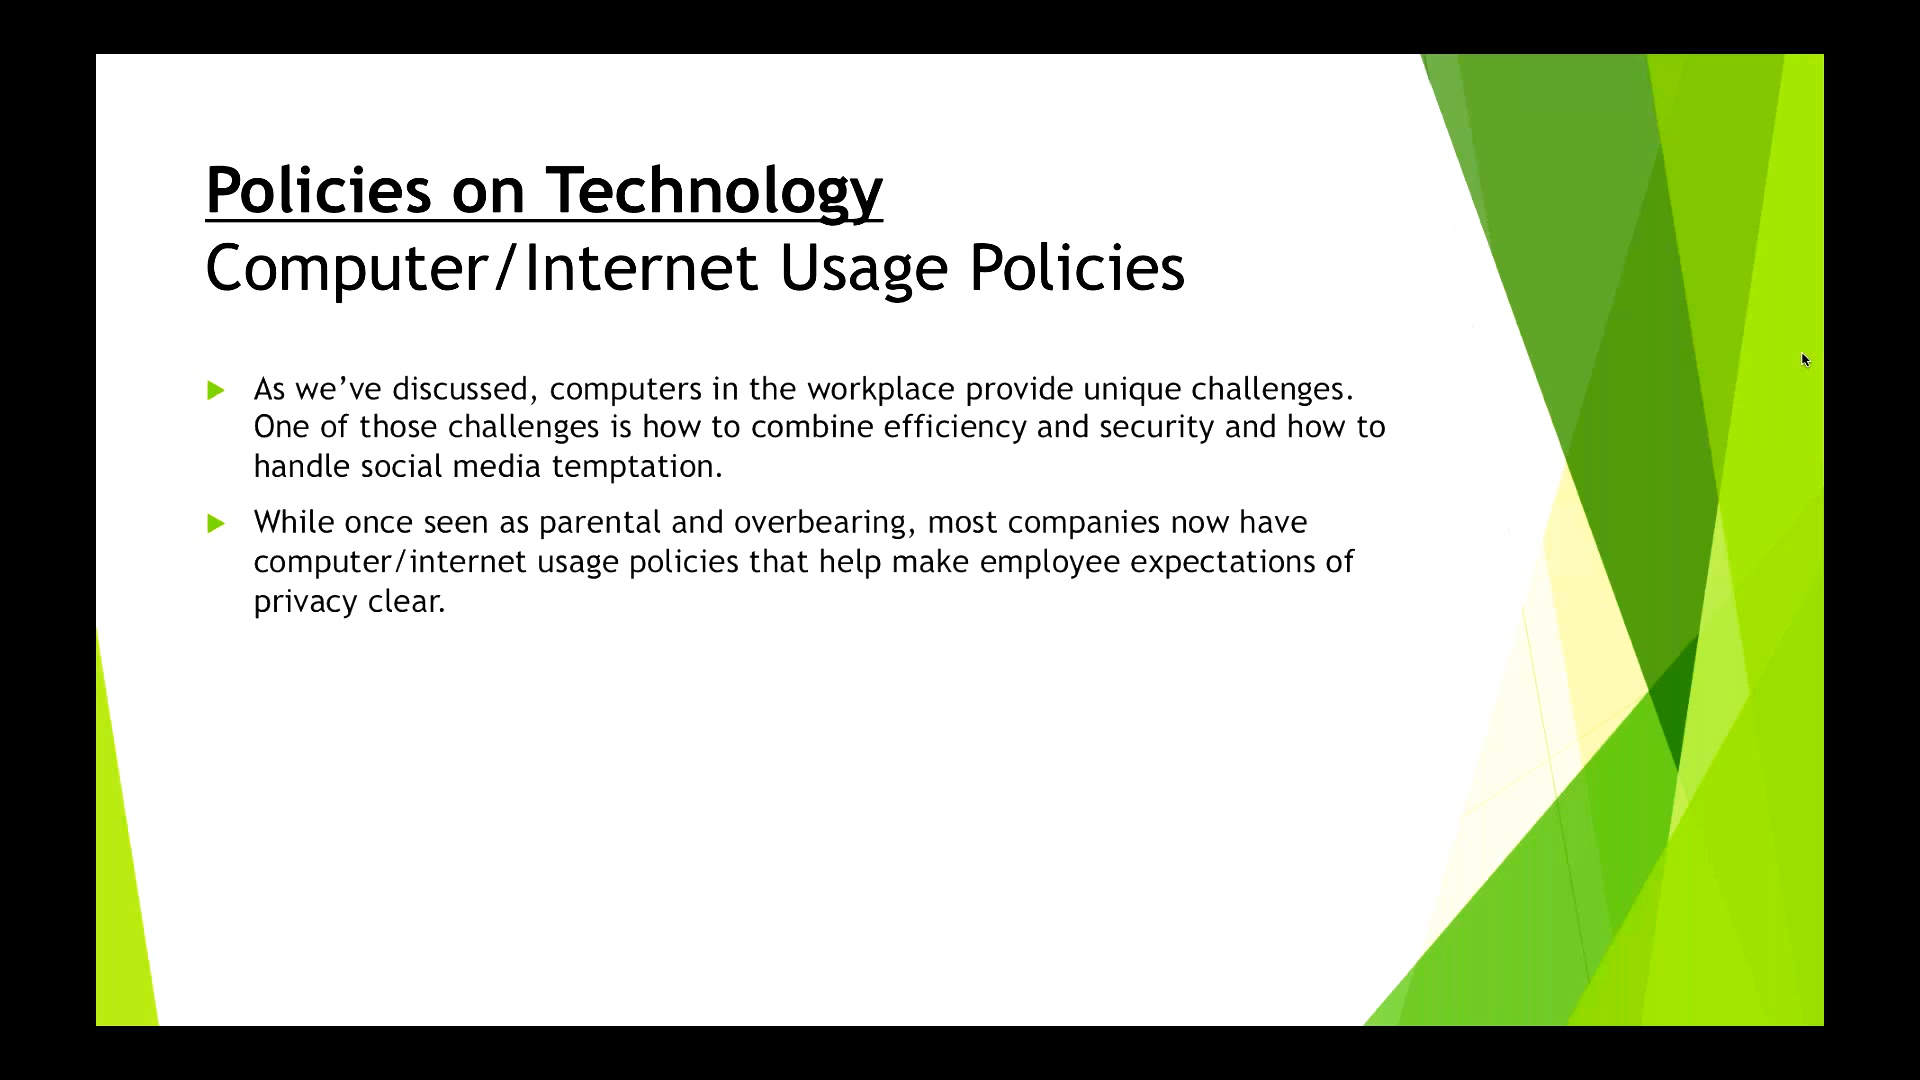 Policies on Technology
Computer/Internet Usage Policies
As we’ve discussed, computers in the workplace provide unique challenges.
One of those challenges is how to combine efficiency and security and how to
handle social media temptation.
While once seen as parental and overbearing, most companies now have
computer/internet usage policies that help make employee expectations of
privacy clear.